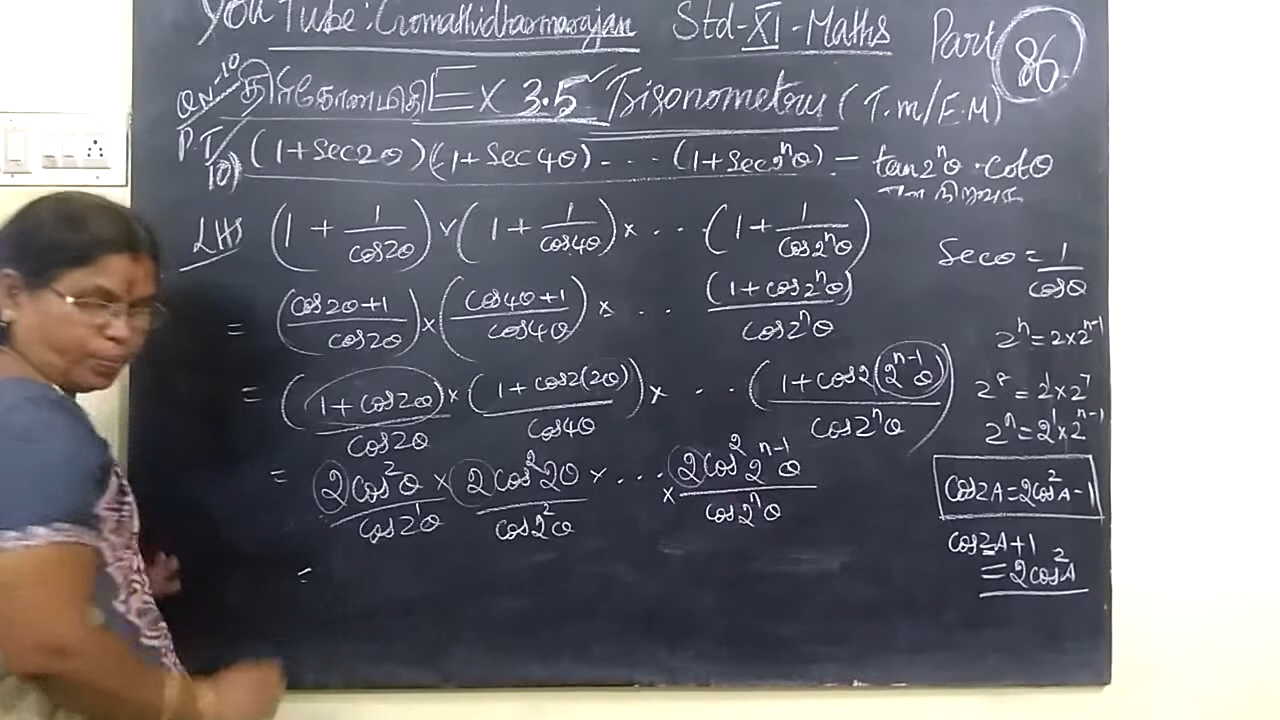 You Tube: Gomathidharmarajan Std-XI-Maths Part 86
QN-10 திரிகோணமிதி Ex 3.5 Trigonometry (T.M/E.M)
P.T
10) (1+Sec2θ)(1+Sec4θ)- ... (1+Sec2ⁿθ) = tan2ⁿθ·Cotθ
என நிறுவுக
LHS (1 + 1/cos2θ) × (1 + 1/cos4θ) × ... (1 + 1/cos2ⁿθ)
= ((cos2θ+1)/cos2θ) × ((cos4θ+1)/cos4θ) × ... (1+cos2ⁿθ)/cos2ⁿθ
= ((1+cos2θ)/cos2θ) × ((1+cos2(2θ))/cos4θ) × ... ((1+cos2(2ⁿ⁻¹θ))/cos2ⁿθ)
= 2cos²θ/cos2¹θ × 2cos²2θ/cos2²θ × ... × 2cos²2ⁿ⁻¹θ/cos2ⁿθ
=
Secθ = 1/cosθ
2ⁿ = 2×2ⁿ⁻¹
2⁸ = 2¹×2⁷
2ⁿ = 2¹×2ⁿ⁻¹
Cos2A = 2cos²A-1
cos2A+1
= 2cos²A